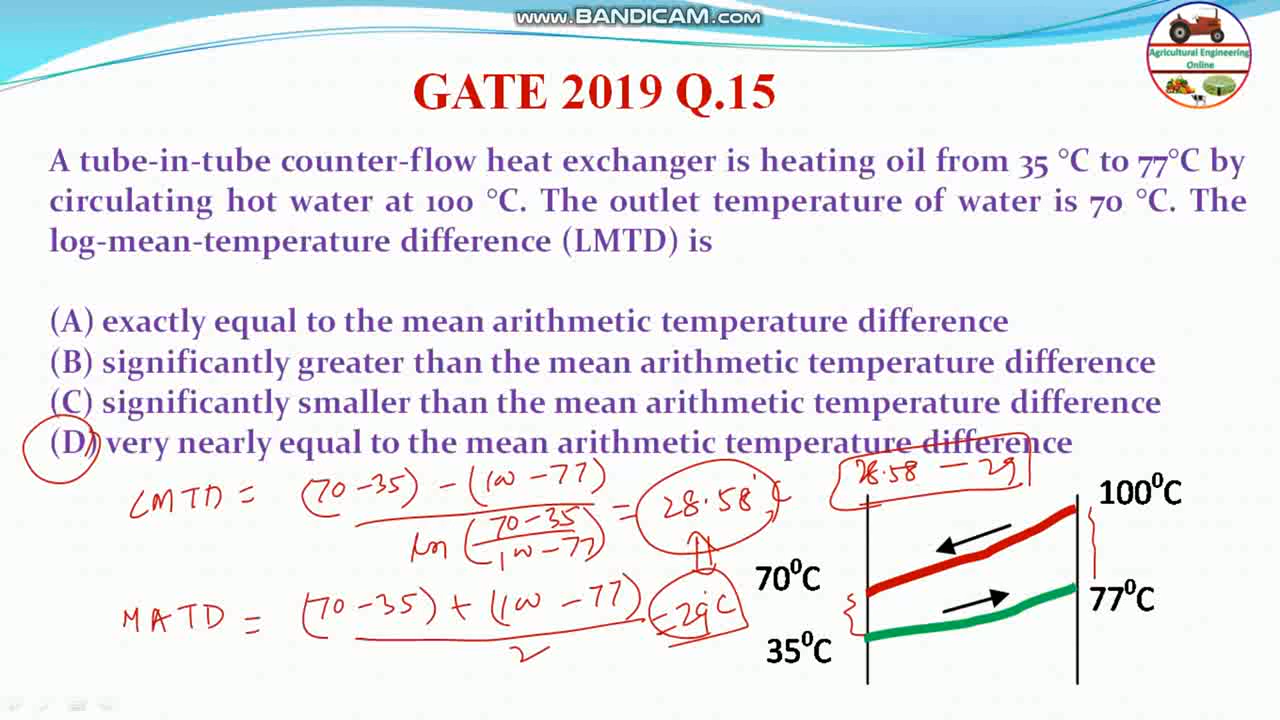 www.BANDICAM.com
Agricultural Engineering
Online
GATE 2019 Q.15
A tube-in-tube counter-flow heat exchanger is heating oil from 35 °C to 77°C by
circulating hot water at 100 °C. The outlet temperature of water is 70 °C. The
log-mean-temperature difference (LMTD) is
(A) exactly equal to the mean arithmetic temperature difference
(B) significantly greater than the mean arithmetic temperature difference
(C) significantly smaller than the mean arithmetic temperature difference
(D) very nearly equal to the mean arithmetic temperature difference
LMTD = (70-35) - (100-77) / ln (70-35 / 100-77) = 28.58°C
28.58 - 29
MATD = (70-35) + (100-77) / 2 = 29°C
100⁰C
70⁰C
77⁰C
35⁰C